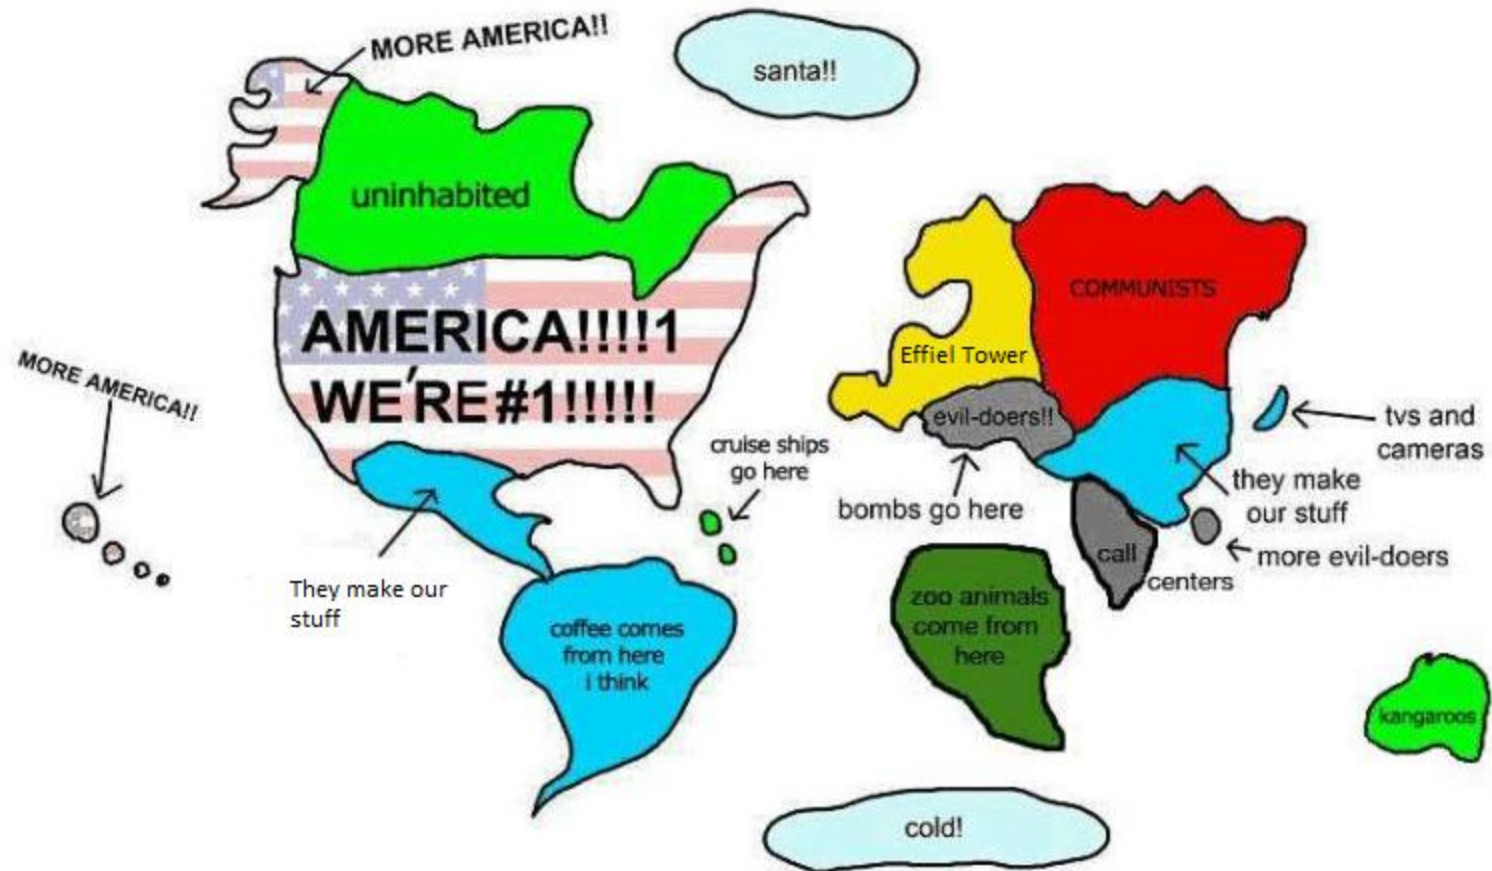 MORE AMERICA!!
santa!!
uninhabited
COMMUNISTS
AMERICA!!!!1
WE'RE #1!!!!!
Effiel Tower
MORE AMERICA!!
evil-doers!!
tvs and
cameras
cruise ships
go here
they make
our stuff
bombs go here
more evil-doers
call
centers
They make our
stuff
zoo animals
come from
here
coffee comes
from here
i think
kangaroos
cold!